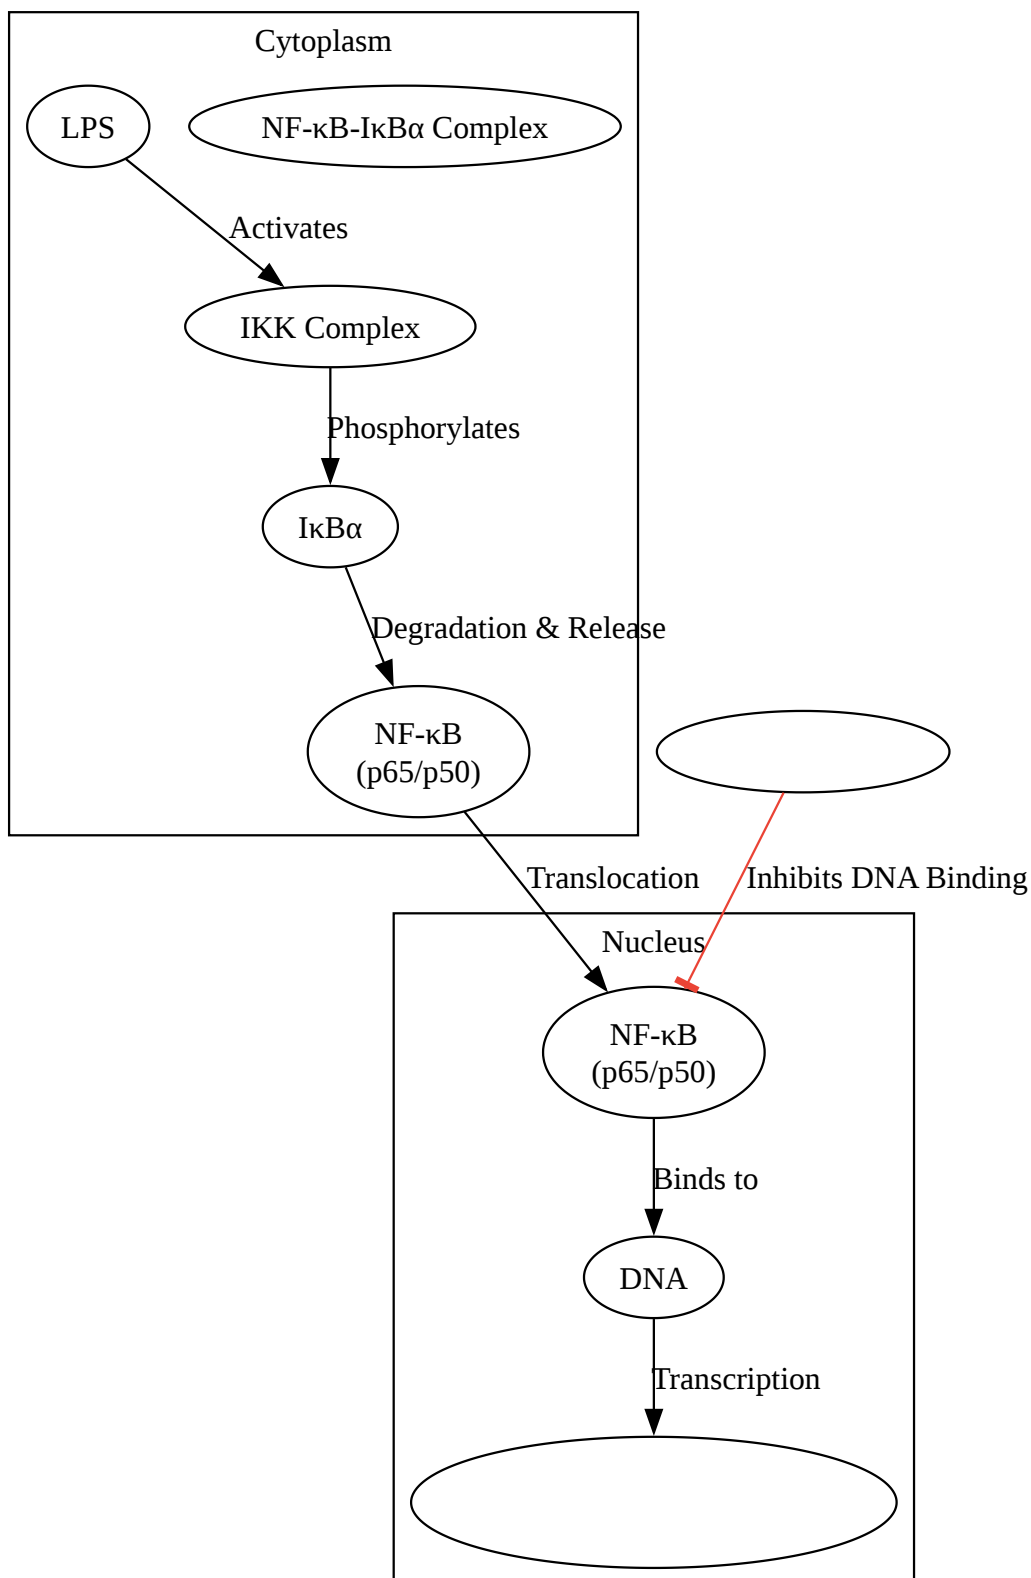 Cytoplasm
LPS
NF-κB-IκBα Complex
Activates
IKK Complex
Phosphorylates
IκBα
Degradation & Release
NF-κB
(p65/p50)
Translocation
Inhibits DNA Binding
Nucleus
NF-κB
(p65/p50)
Binds to
DNA
Transcription